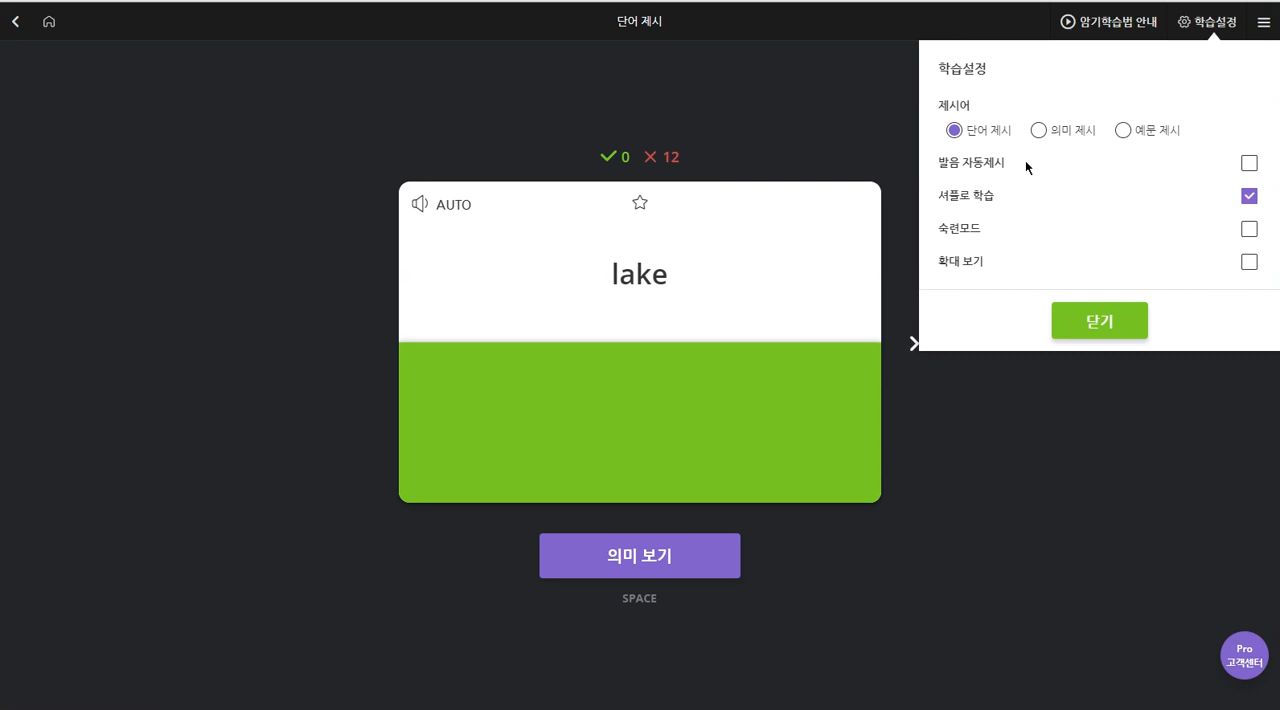 단어 제시
암기학습법 안내
학습설정
학습설정
제시어
단어 제시 의미 제시 예문 제시
발음 자동제시
셔플로 학습
숙련모드
확대 보기
닫기
0 12
AUTO
lake
의미 보기
SPACE
Pro
고객센터